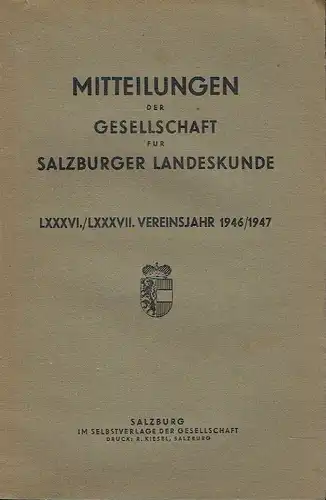 MITTEILUNGEN
DER
GESELLSCHAFT
FÜR
SALZBURGER LANDESKUNDE
LXXXVI./LXXXVII. VEREINSJAHR 1946/1947
SALZBURG
IM SELBSTVERLAGE DER GESELLSCHAFT
DRUCK: R. KIESEL, SALZBURG